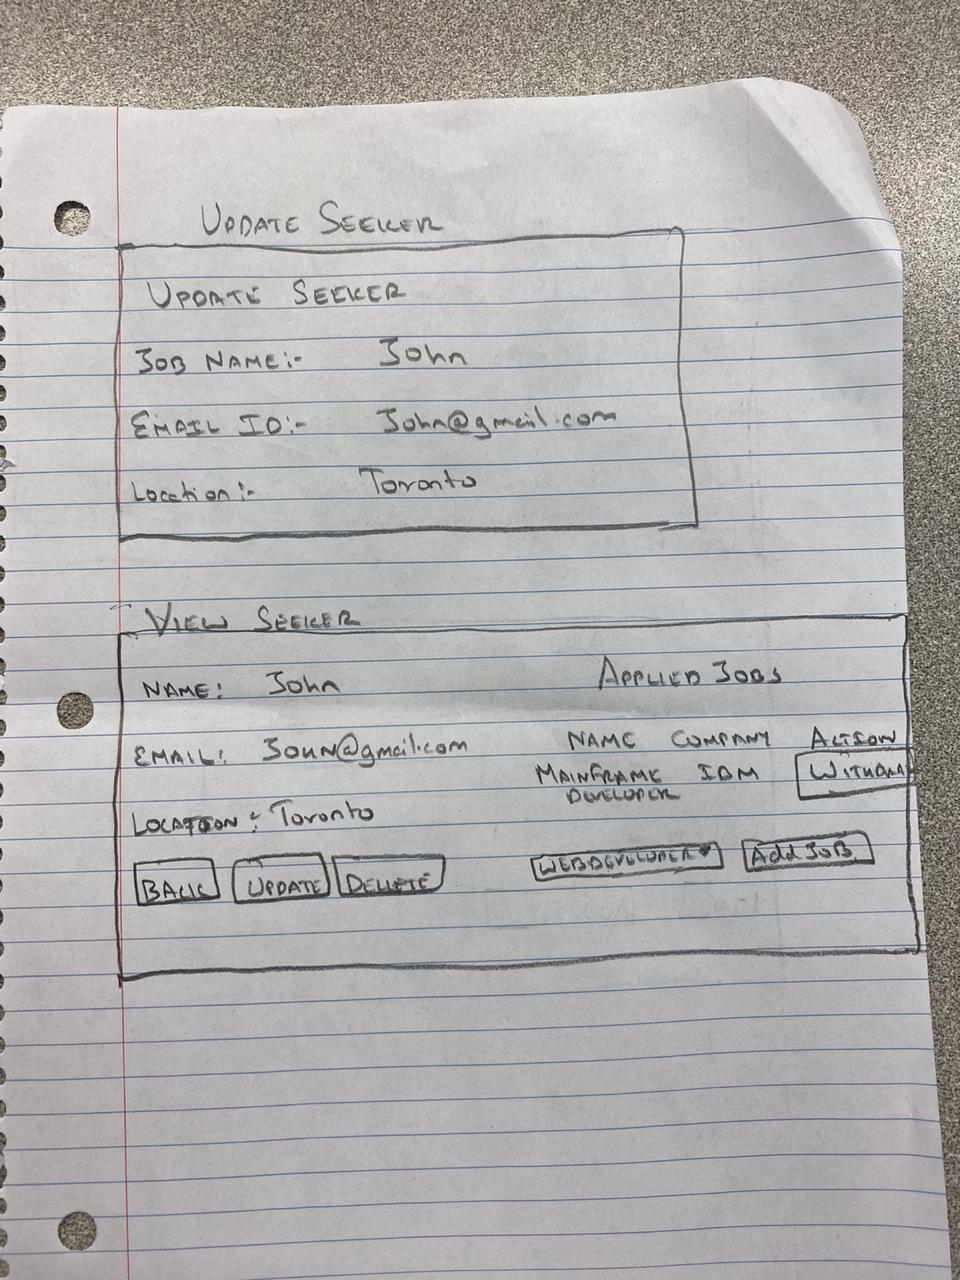 UPDATE SEEKER
UPDATE SEEKER
JOB NAME:- John
EMAIL ID:- John@gmail.com
Location:- Toronto
VIEW SEEKER
NAME: John
APPLIED JOBS
EMAIL: John@gmail.com
NAME COMPANY ACTION
MAINFRAME IBM WITHDRA
DEVELOPER
LOCATION: Toronto
BACK UPDATE DELETE
WEBDEVELOPER Add JOB